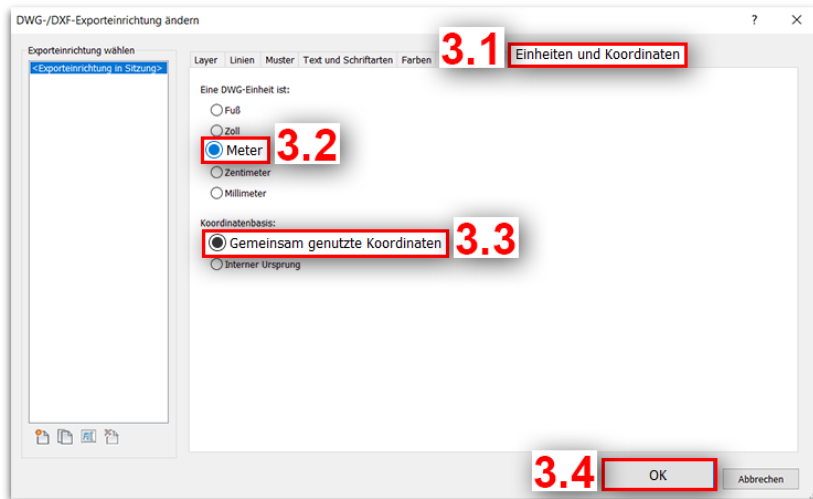 DWG-/DXF-Exporteinrichtung ändern
?
Exporteinrichtung wählen
<Exporteinrichtung in Sitzung>
Layer Linien Muster Text und Schriftarten Farben 3.1 Einheiten und Koordinaten
Eine DWG-Einheit ist:
Fuß
Zoll
Meter 3.2
Zentimeter
Millimeter
Koordinatenbasis:
Gemeinsam genutzte Koordinaten 3.3
Interner Ursprung
3.4 OK Abbrechen